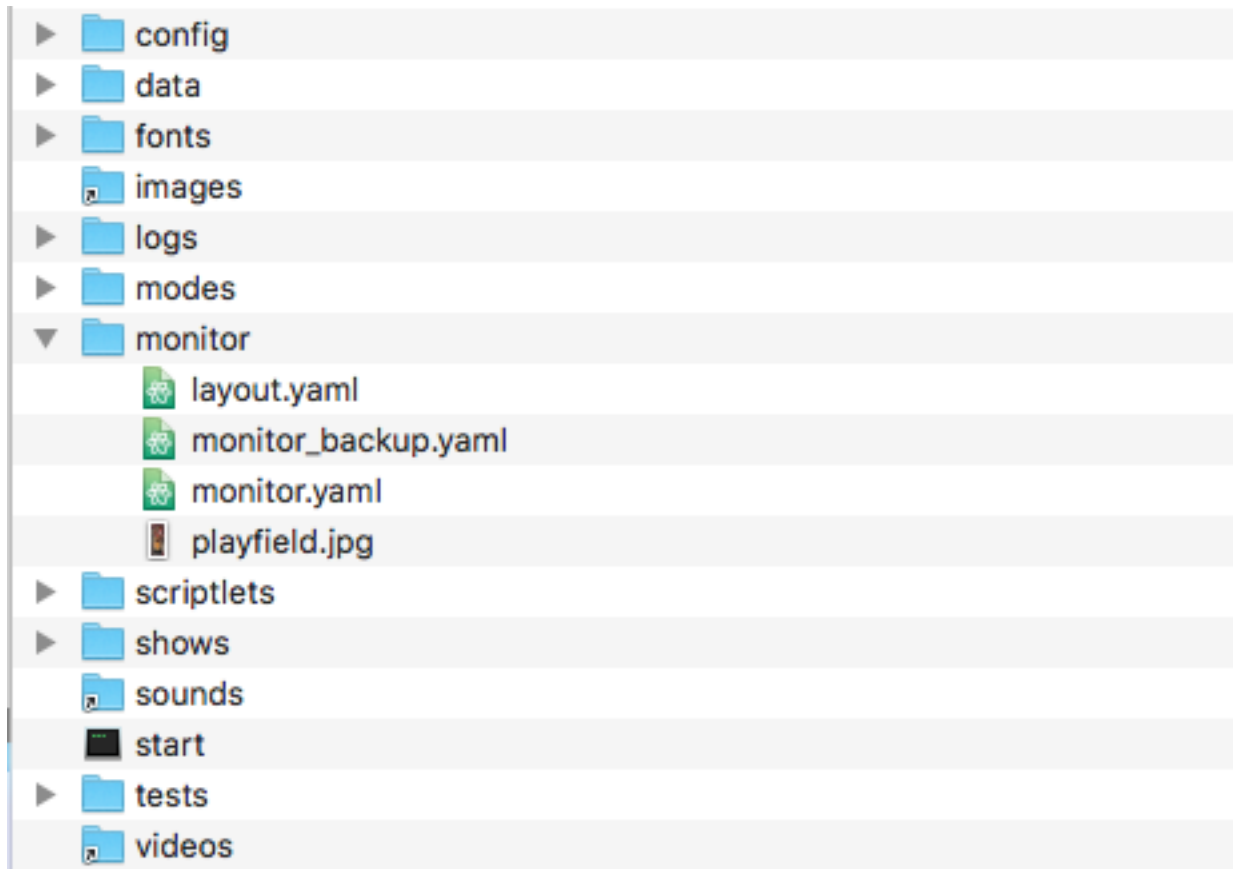 config
data
fonts
images
logs
modes
monitor
layout.yaml
monitor_backup.yaml
monitor.yaml
playfield.jpg
scriptlets
shows
sounds
start
tests
videos